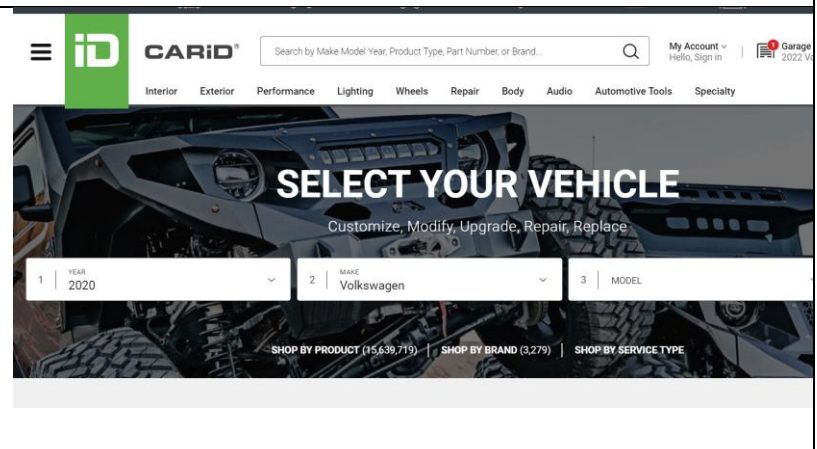 iD
CARiD®
Search by Make Model Year, Product Type, Part Number, or Brand...
My Account
Hello, Sign in
1
Garage
2022
Interior Exterior Performance Lighting Wheels Repair Body Audio Automotive Tools Specialty
SELECT YOUR VEHICLE
Customize, Modify, Upgrade, Repair, Replace
1 YEAR
2020
2 MAKE
Volkswagen
3 MODEL
SHOP BY PRODUCT (15,639,719) | SHOP BY BRAND (3,279) | SHOP BY SERVICE TYPE